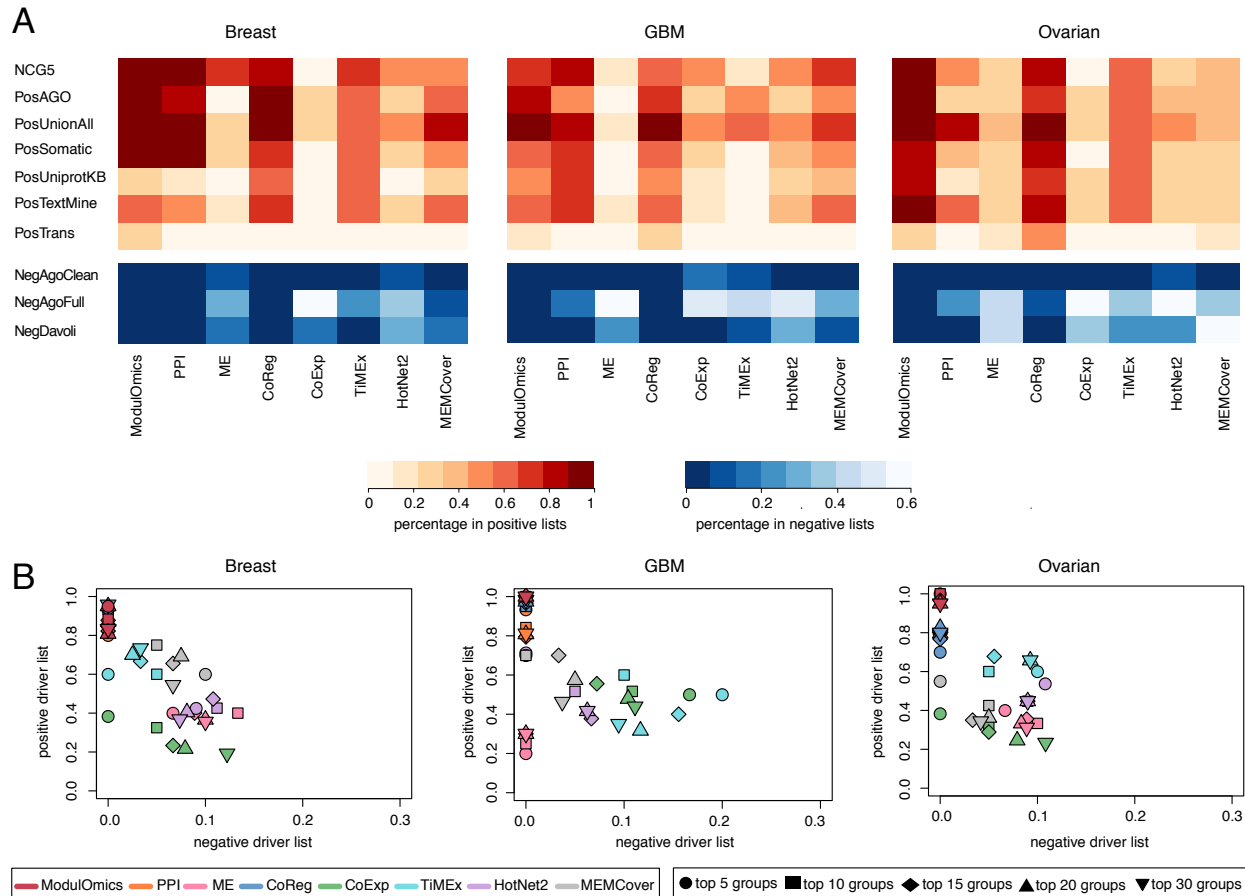 A
Breast
GBM
Ovarian
NCG5
PosAGO
PosUnionAll
PosSomatic
PosUniprotKB
PosTextMine
PosTrans
NegAgoClean
NegAgoFull
NegDavoli
ModulOmics PPI ME CoReg CoExp TiMEx HotNet2 MEMCover
ModulOmics PPI ME CoReg CoExp TiMEx HotNet2 MEMCover
ModulOmics PPI ME CoReg CoExp TiMEx HotNet2 MEMCover
0 0.2 0.4 0.6 0.8 1
percentage in positive lists
0 0.2 0.4 0.6
percentage in negative lists
B
Breast
positive driver list
0.0 0.2 0.4 0.6 0.8 1.0
0.0 0.1 0.2 0.3
negative driver list
GBM
positive driver list
0.0 0.2 0.4 0.6 0.8 1.0
0.0 0.1 0.2 0.3
negative driver list
Ovarian
positive driver list
0.0 0.2 0.4 0.6 0.8 1.0
0.0 0.1 0.2 0.3
negative driver list
ModulOmics PPI ME CoReg CoExp TiMEx HotNet2 MEMCover
top 5 groups top 10 groups top 15 groups top 20 groups top 30 groups